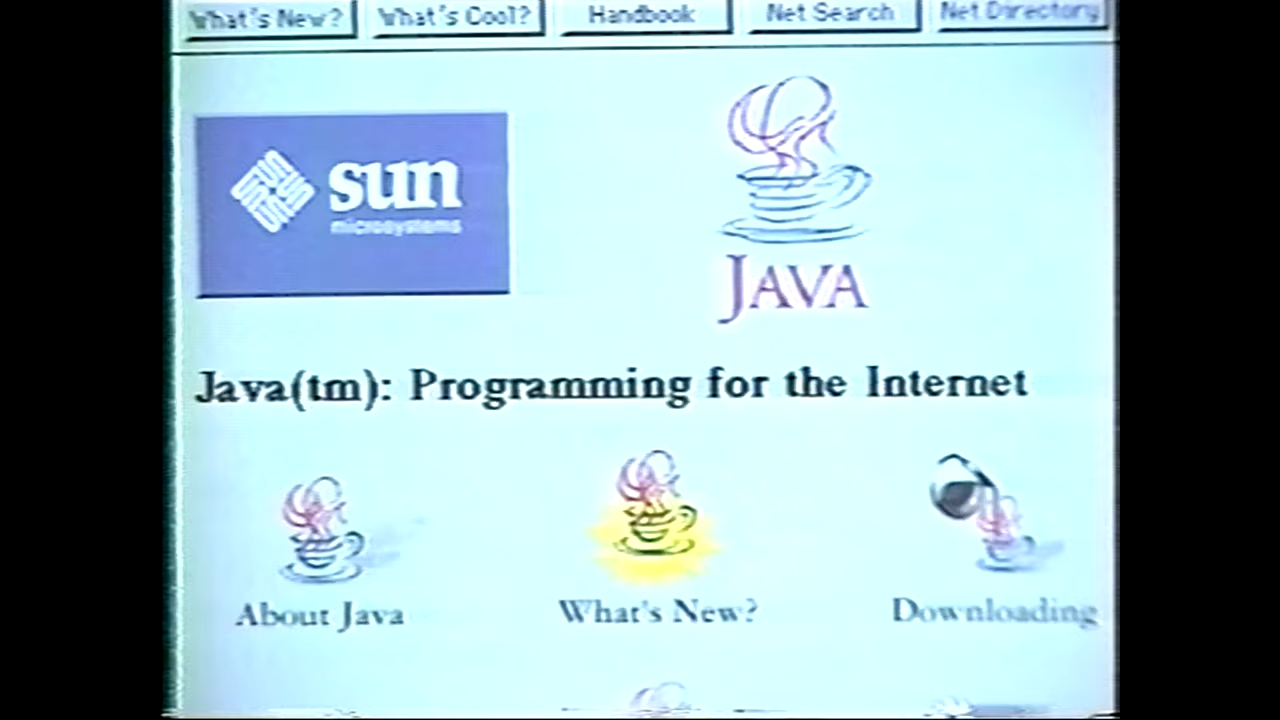 What's New? What's Cool? Handbook Net Search Net Directory
sun
microsystems
JAVA
Java(tm): Programming for the Internet
About Java What's New? Downloading